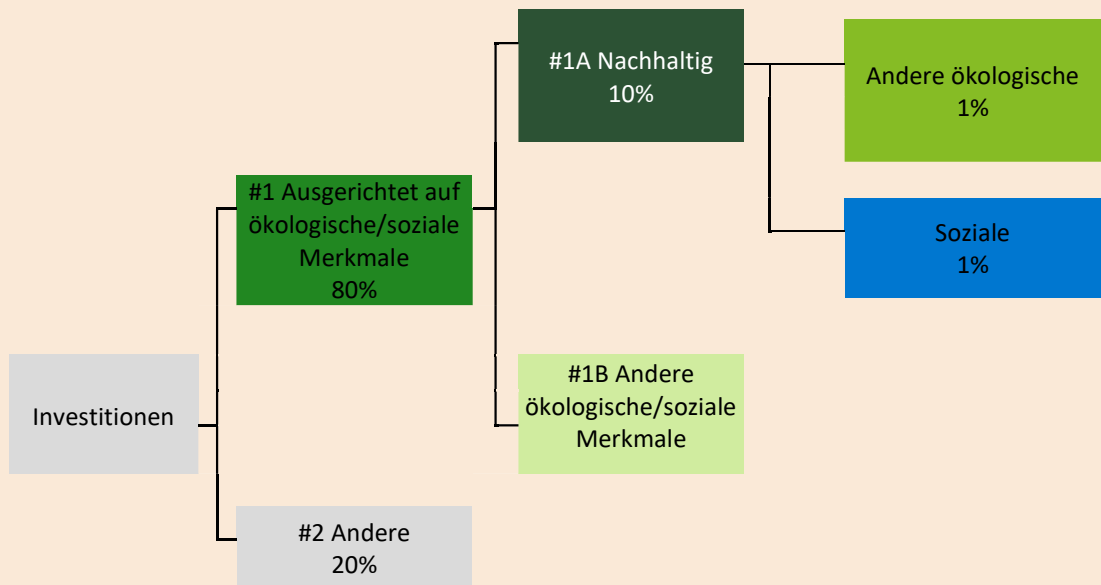 #1A Nachhaltig
10%
Andere ökologische
1%
#1 Ausgerichtet auf
ökologische/soziale
Merkmale
80%
Soziale
1%
#1B Andere
ökologische/soziale
Merkmale
Investitionen
#2 Andere
20%